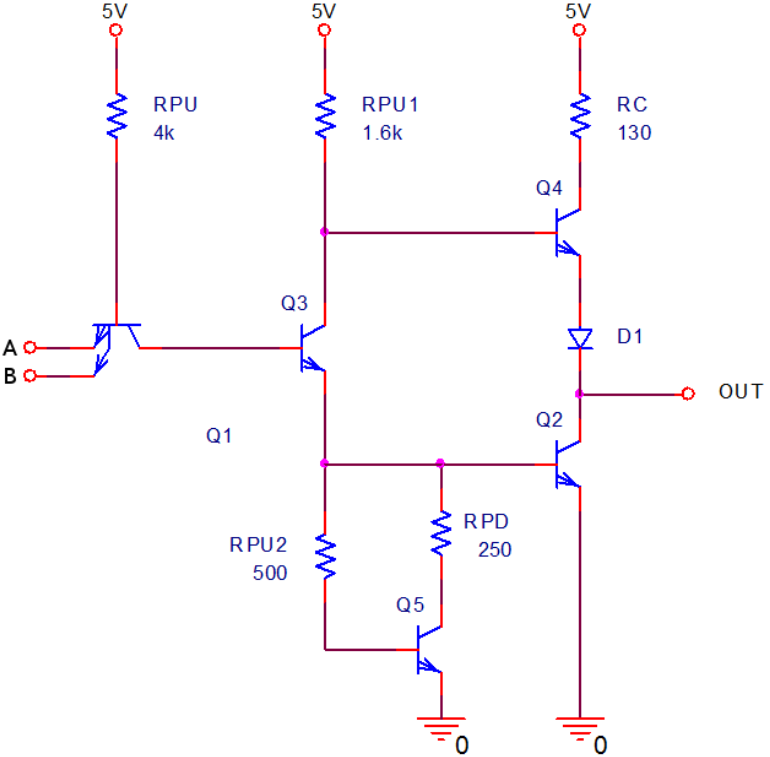 5V 5V 5V
RPU RPU1 RC
4k 1.6k 130
Q4
Q3
D1
A
B
OUT
Q2
Q1
RPD
RPU2 250
500
Q5
0 0